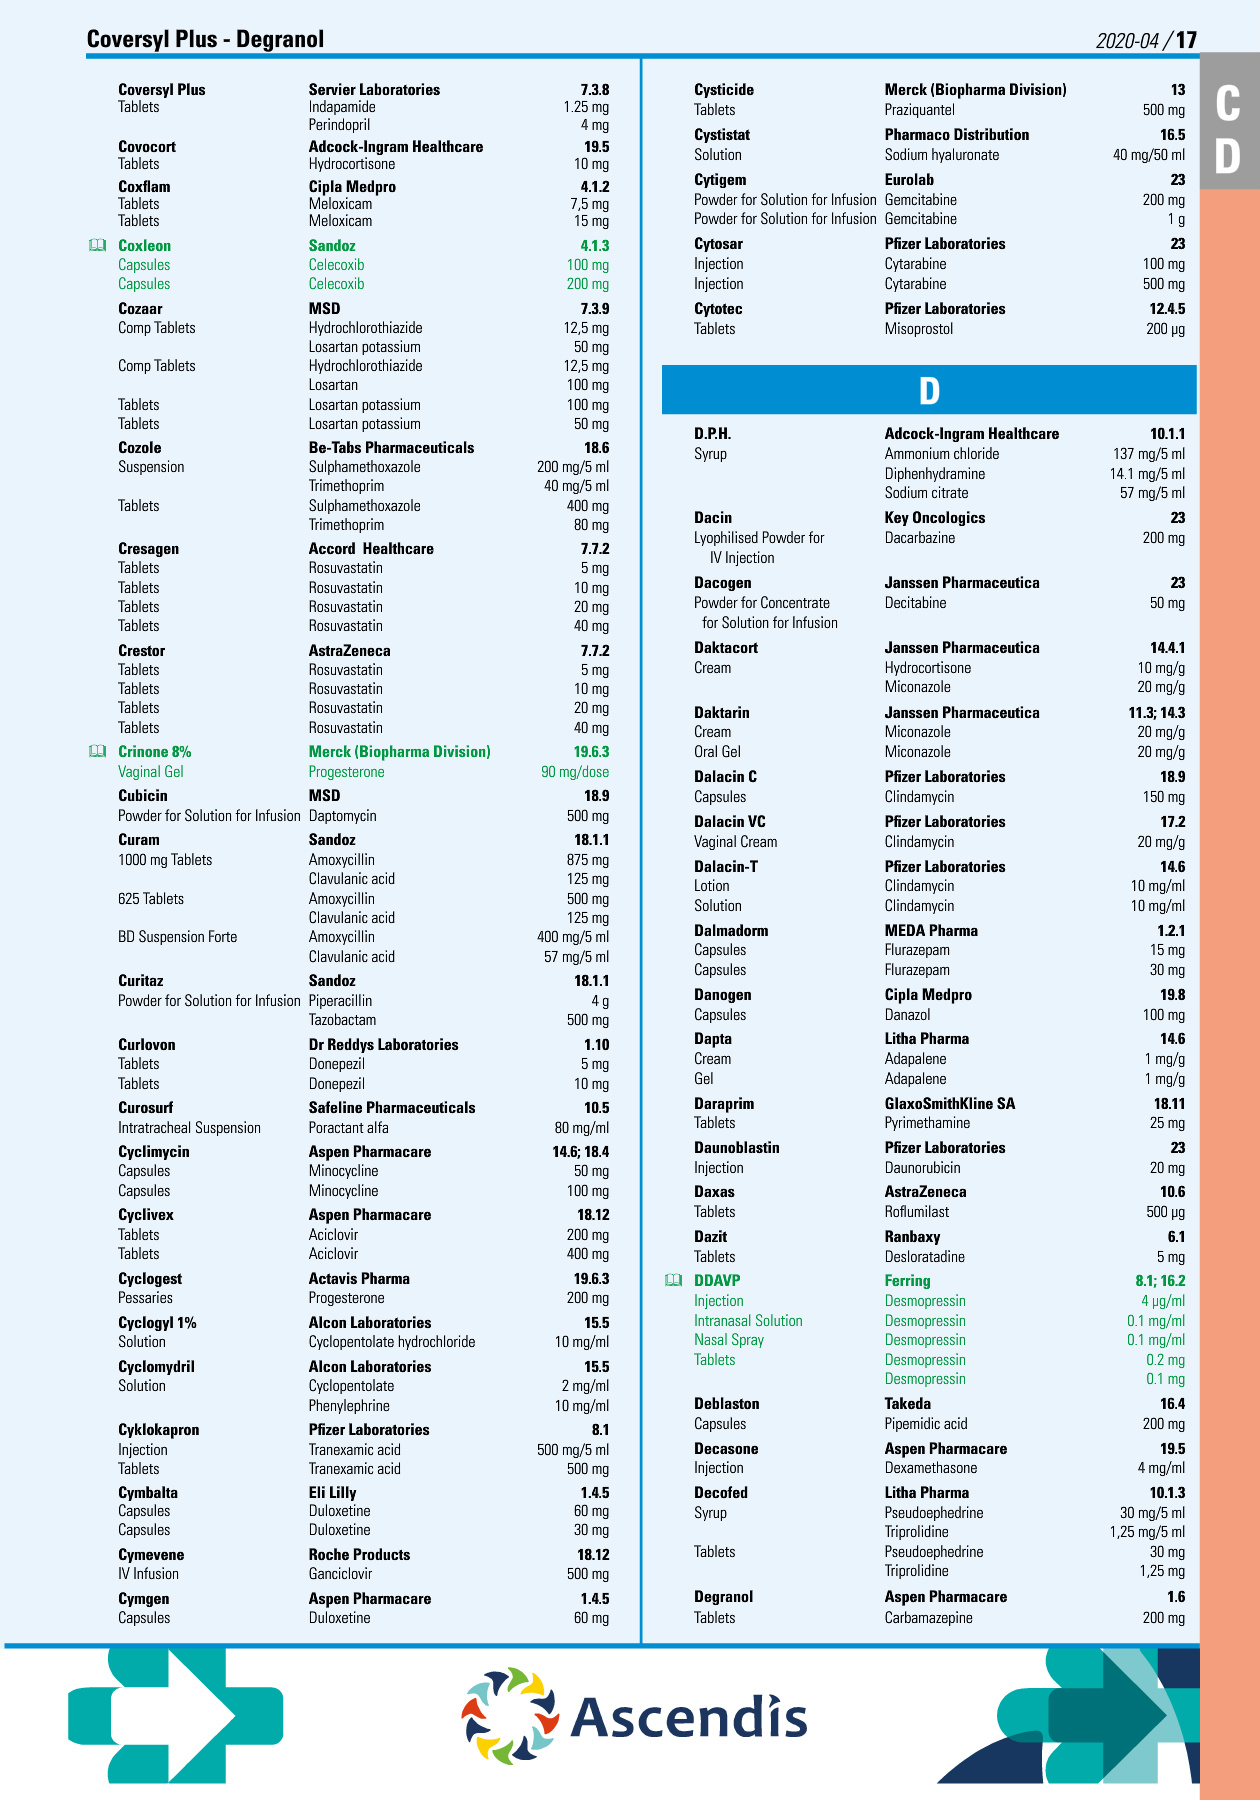 Coversyl Plus - Degranol
2020-04 / 17
Coversyl Plus Servier Laboratories 7.3.8
Tablets Indapamide 1.25 mg
Perindopril 4 mg
Covocort Adcock-Ingram Healthcare 19.5
Tablets Hydrocortisone 10 mg
Coxflam Cipla Medpro 4.1.2
Tablets Meloxicam 7,5 mg
Tablets Meloxicam 15 mg
Coxleon Sandoz 4.1.3
Capsules Celecoxib 100 mg
Capsules Celecoxib 200 mg
Cozaar MSD 7.3.9
Comp Tablets Hydrochlorothiazide 12,5 mg
Losartan potassium 50 mg
Comp Tablets Hydrochlorothiazide 12,5 mg
Losartan 100 mg
Tablets Losartan potassium 100 mg
Tablets Losartan potassium 50 mg
Cozole Be-Tabs Pharmaceuticals 18.6
Suspension Sulphamethoxazole 200 mg/5 ml
Trimethoprim 40 mg/5 ml
Tablets Sulphamethoxazole 400 mg
Trimethoprim 80 mg
Cresagen Accord Healthcare 7.7.2
Tablets Rosuvastatin 5 mg
Tablets Rosuvastatin 10 mg
Tablets Rosuvastatin 20 mg
Tablets Rosuvastatin 40 mg
Crestor AstraZeneca 7.7.2
Tablets Rosuvastatin 5 mg
Tablets Rosuvastatin 10 mg
Tablets Rosuvastatin 20 mg
Tablets Rosuvastatin 40 mg
Crinone 8% Merck (Biopharma Division) 19.6.3
Vaginal Gel Progesterone 90 mg/dose
Cubicin MSD 18.9
Powder for Solution for Infusion Daptomycin 500 mg
Curam Sandoz 18.1.1
1000 mg Tablets Amoxycillin 875 mg
Clavulanic acid 125 mg
625 Tablets Amoxycillin 500 mg
Clavulanic acid 125 mg
BD Suspension Forte Amoxycillin 400 mg/5 ml
Clavulanic acid 57 mg/5 ml
Curitaz Sandoz 18.1.1
Powder for Solution for Infusion Piperacillin 4 g
Tazobactam 500 mg
Curlovon Dr Reddys Laboratories 1.10
Tablets Donepezil 5 mg
Tablets Donepezil 10 mg
Curosurf Safeline Pharmaceuticals 10.5
Intratracheal Suspension Poractant alfa 80 mg/ml
Cyclimycin Aspen Pharmacare 14.6; 18.4
Capsules Minocycline 50 mg
Capsules Minocycline 100 mg
Cyclivex Aspen Pharmacare 18.12
Tablets Aciclovir 200 mg
Tablets Aciclovir 400 mg
Cyclogest Actavis Pharma 19.6.3
Pessaries Progesterone 200 mg
Cyclogyl 1% Alcon Laboratories 15.5
Solution Cyclopentolate hydrochloride 10 mg/ml
Cyclomydril Alcon Laboratories 15.5
Solution Cyclopentolate 2 mg/ml
Phenylephrine 10 mg/ml
Cyklokapron Pfizer Laboratories 8.1
Injection Tranexamic acid 500 mg/5 ml
Tablets Tranexamic acid 500 mg
Cymbalta Eli Lilly 1.4.5
Capsules Duloxetine 60 mg
Capsules Duloxetine 30 mg
Cymevene Roche Products 18.12
IV Infusion Ganciclovir 500 mg
Cymgen Aspen Pharmacare 1.4.5
Capsules Duloxetine 60 mg
Cysticide Merck (Biopharma Division) 13
Tablets Praziquantel 500 mg
Cystistat Pharmaco Distribution 16.5
Solution Sodium hyaluronate 40 mg/50 ml
Cytigem Eurolab 23
Powder for Solution for Infusion Gemcitabine 200 mg
Powder for Solution for Infusion Gemcitabine 1 g
Cytosar Pfizer Laboratories 23
Injection Cytarabine 100 mg
Injection Cytarabine 500 mg
Cytotec Pfizer Laboratories 12.4.5
Tablets Misoprostol 200 µg
D
D.P.H. Adcock-Ingram Healthcare 10.1.1
Syrup Ammonium chloride 137 mg/5 ml
Diphenhydramine 14.1 mg/5 ml
Sodium citrate 57 mg/5 ml
Dacin Key Oncologics 23
Lyophilised Powder for Dacarbazine 200 mg
IV Injection
Dacogen Janssen Pharmaceutica 23
Powder for Concentrate Decitabine 50 mg
for Solution for Infusion
Daktacort Janssen Pharmaceutica 14.4.1
Cream Hydrocortisone 10 mg/g
Miconazole 20 mg/g
Daktarin Janssen Pharmaceutica 11.3; 14.3
Cream Miconazole 20 mg/g
Oral Gel Miconazole 20 mg/g
Dalacin C Pfizer Laboratories 18.9
Capsules Clindamycin 150 mg
Dalacin VC Pfizer Laboratories 17.2
Vaginal Cream Clindamycin 20 mg/g
Dalacin-T Pfizer Laboratories 14.6
Lotion Clindamycin 10 mg/ml
Solution Clindamycin 10 mg/ml
Dalmadorm MEDA Pharma 1.2.1
Capsules Flurazepam 15 mg
Capsules Flurazepam 30 mg
Danogen Cipla Medpro 19.8
Capsules Danazol 100 mg
Dapta Litha Pharma 14.6
Cream Adapalene 1 mg/g
Gel Adapalene 1 mg/g
Daraprim GlaxoSmithKline SA 18.11
Tablets Pyrimethamine 25 mg
Daunoblastin Pfizer Laboratories 23
Injection Daunorubicin 20 mg
Daxas AstraZeneca 10.6
Tablets Roflumilast 500 µg
Dazit Ranbaxy 6.1
Tablets Desloratadine 5 mg
DDAVP Ferring 8.1; 16.2
Injection Desmopressin 4 µg/ml
Intranasal Solution Desmopressin 0.1 mg/ml
Nasal Spray Desmopressin 0.1 mg/ml
Tablets Desmopressin 0.2 mg
Desmopressin 0.1 mg
Deblaston Takeda 16.4
Capsules Pipemidic acid 200 mg
Decasone Aspen Pharmacare 19.5
Injection Dexamethasone 4 mg/ml
Decofed Litha Pharma 10.1.3
Syrup Pseudoephedrine 30 mg/5 ml
Triprolidine 1,25 mg/5 ml
Tablets Pseudoephedrine 30 mg
Triprolidine 1,25 mg
Degranol Aspen Pharmacare 1.6
Tablets Carbamazepine 200 mg
C
D
Ascendis